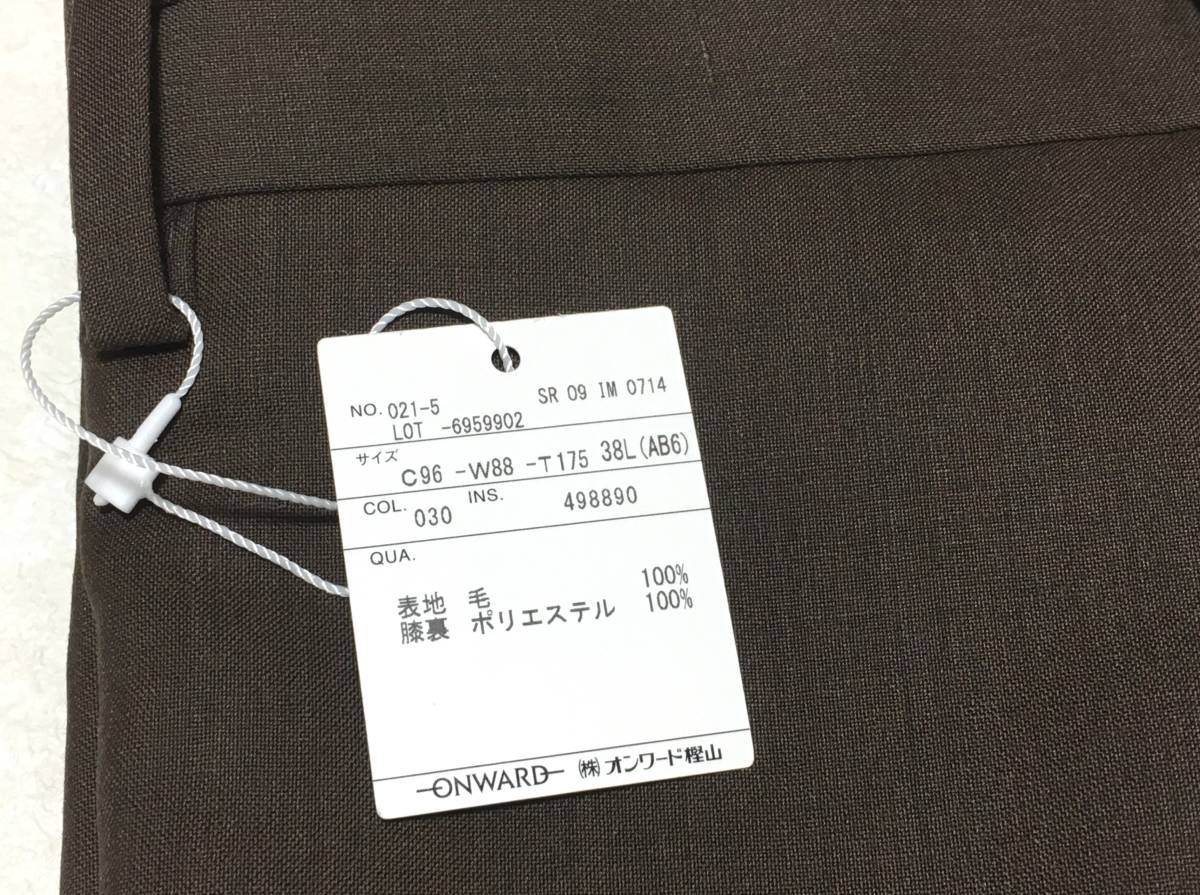 NO. 021-5 SR 09 IM 0714
LOT -6959902
サイズ C96 -W88 -T175 38L(AB6)
COL. 030 INS. 498890
QUA.
表地 毛 100%
膝裏 ポリエステル 100%
ONWARD (株)オンワード樫山